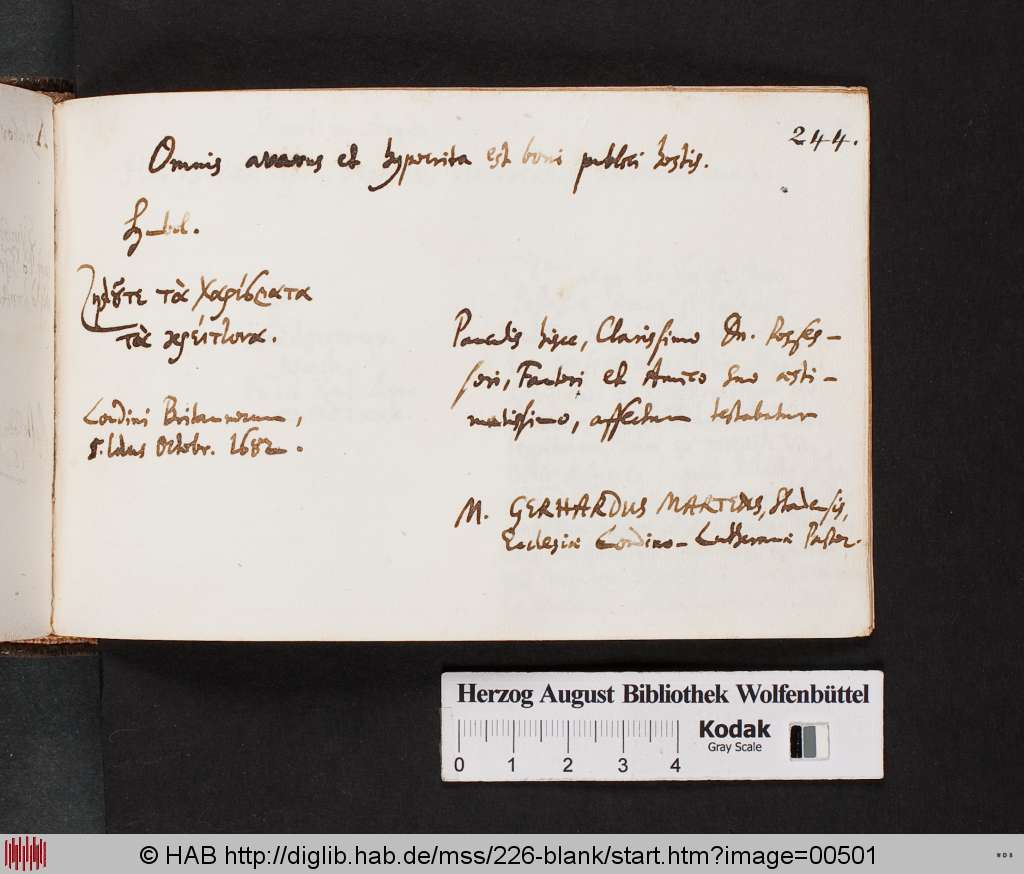 244.
Omnis avarus et hypocrita est boni publici hostis.
Symbol.
Ζηλοῦτε τὰ χαρίσματα
τὰ κρείττονα.
Londini Britannorum,
8. Idus Octobr. 1682.
Paucis hisce, Clarissimo Dn. Posses-
sori, Fautori et Amico suo aesti-
matissimo, affectum testabatur
M. GERHARDUS MARTENS, Stadensis,
Ecclesiae Londino-Lutheranae Pastor.
Herzog August Bibliothek Wolfenbüttel
Kodak
Gray Scale
0 1 2 3 4
© HAB http://diglib.hab.de/mss/226-blank/start.htm?image=00501